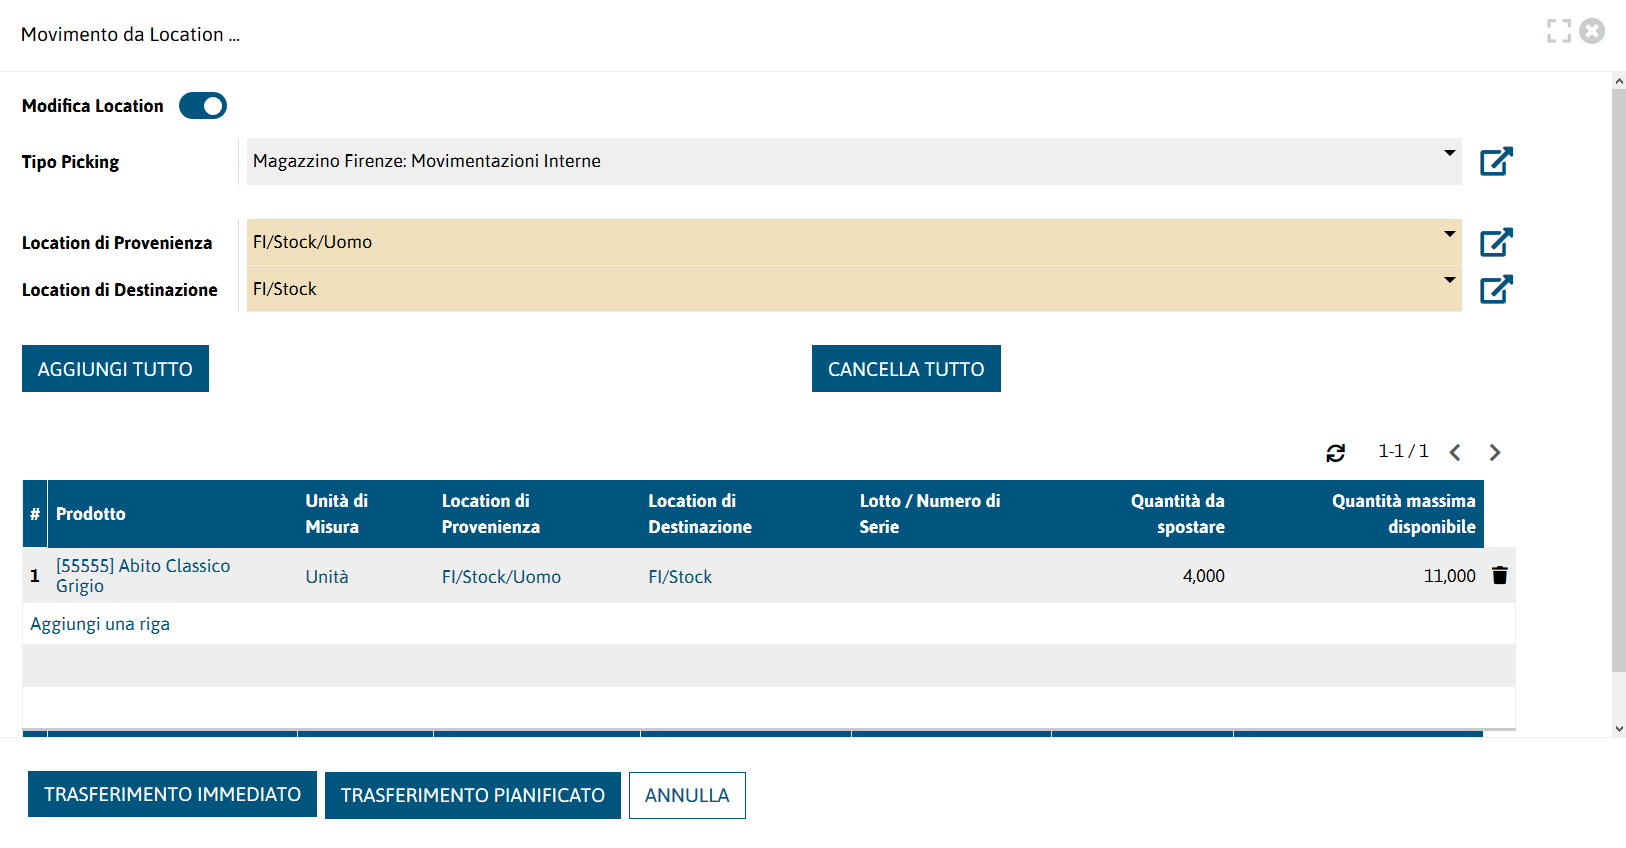 Movimento da Location ...
Modifica Location
Tipo Picking
Magazzino Firenze: Movimentazioni Interne
Location di Provenienza
FI/Stock/Uomo
Location di Destinazione
FI/Stock
AGGIUNGI TUTTO
CANCELLA TUTTO
1-1 / 1
# Prodotto Unità di Misura Location di Provenienza Location di Destinazione Lotto / Numero di Serie Quantità da spostare Quantità massima disponibile
1 [55555] Abito Classico Grigio Unità FI/Stock/Uomo FI/Stock 4,000 11,000
Aggiungi una riga
TRASFERIMENTO IMMEDIATO
TRASFERIMENTO PIANIFICATO
ANNULLA